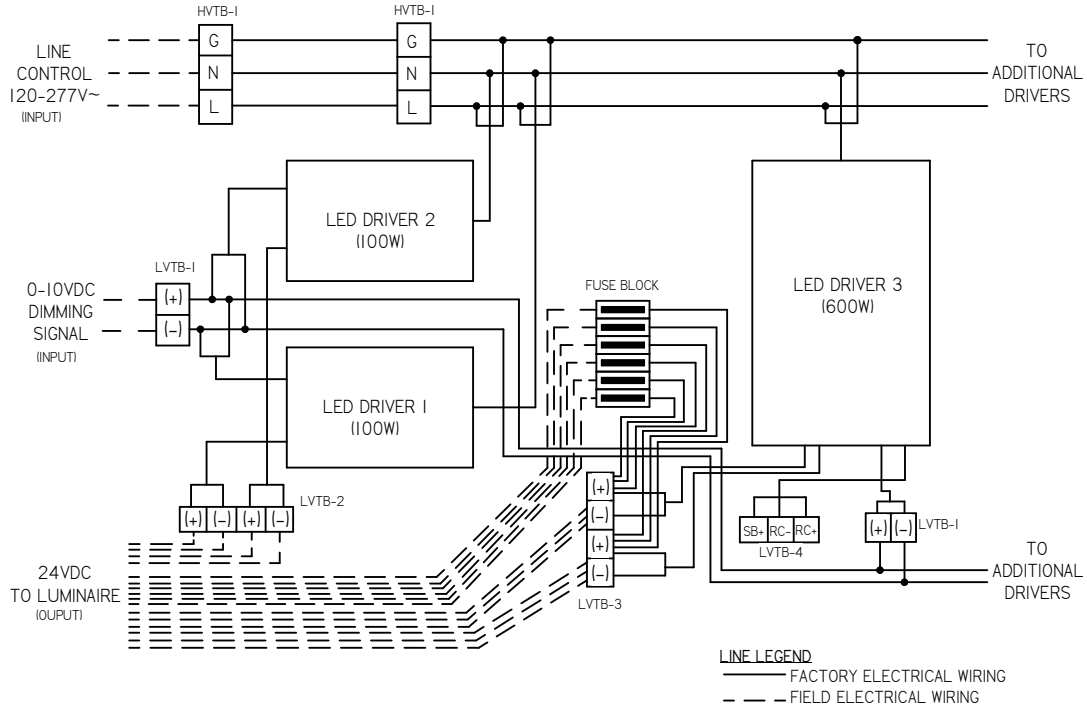 HVTB-1
HVTB-1
LINE
CONTROL
120-277V~
(INPUT)
G
N
L
G
N
L
TO
ADDITIONAL
DRIVERS
LED DRIVER 2
(100W)
LED DRIVER 3
(600W)
LVTB-1
(+)
(-)
0-10VDC
DIMMING
SIGNAL
(INPUT)
FUSE BLOCK
LED DRIVER 1
(100W)
(+) (-) (+) (-)
LVTB-2
(+)
(-)
(+)
(-)
LVTB-3
SB+ RC- RC+
LVTB-4
(+) (-)
LVTB-1
24VDC
TO LUMINAIRE
(OUPUT)
TO
ADDITIONAL
DRIVERS
LINE LEGEND
FACTORY ELECTRICAL WIRING
FIELD ELECTRICAL WIRING